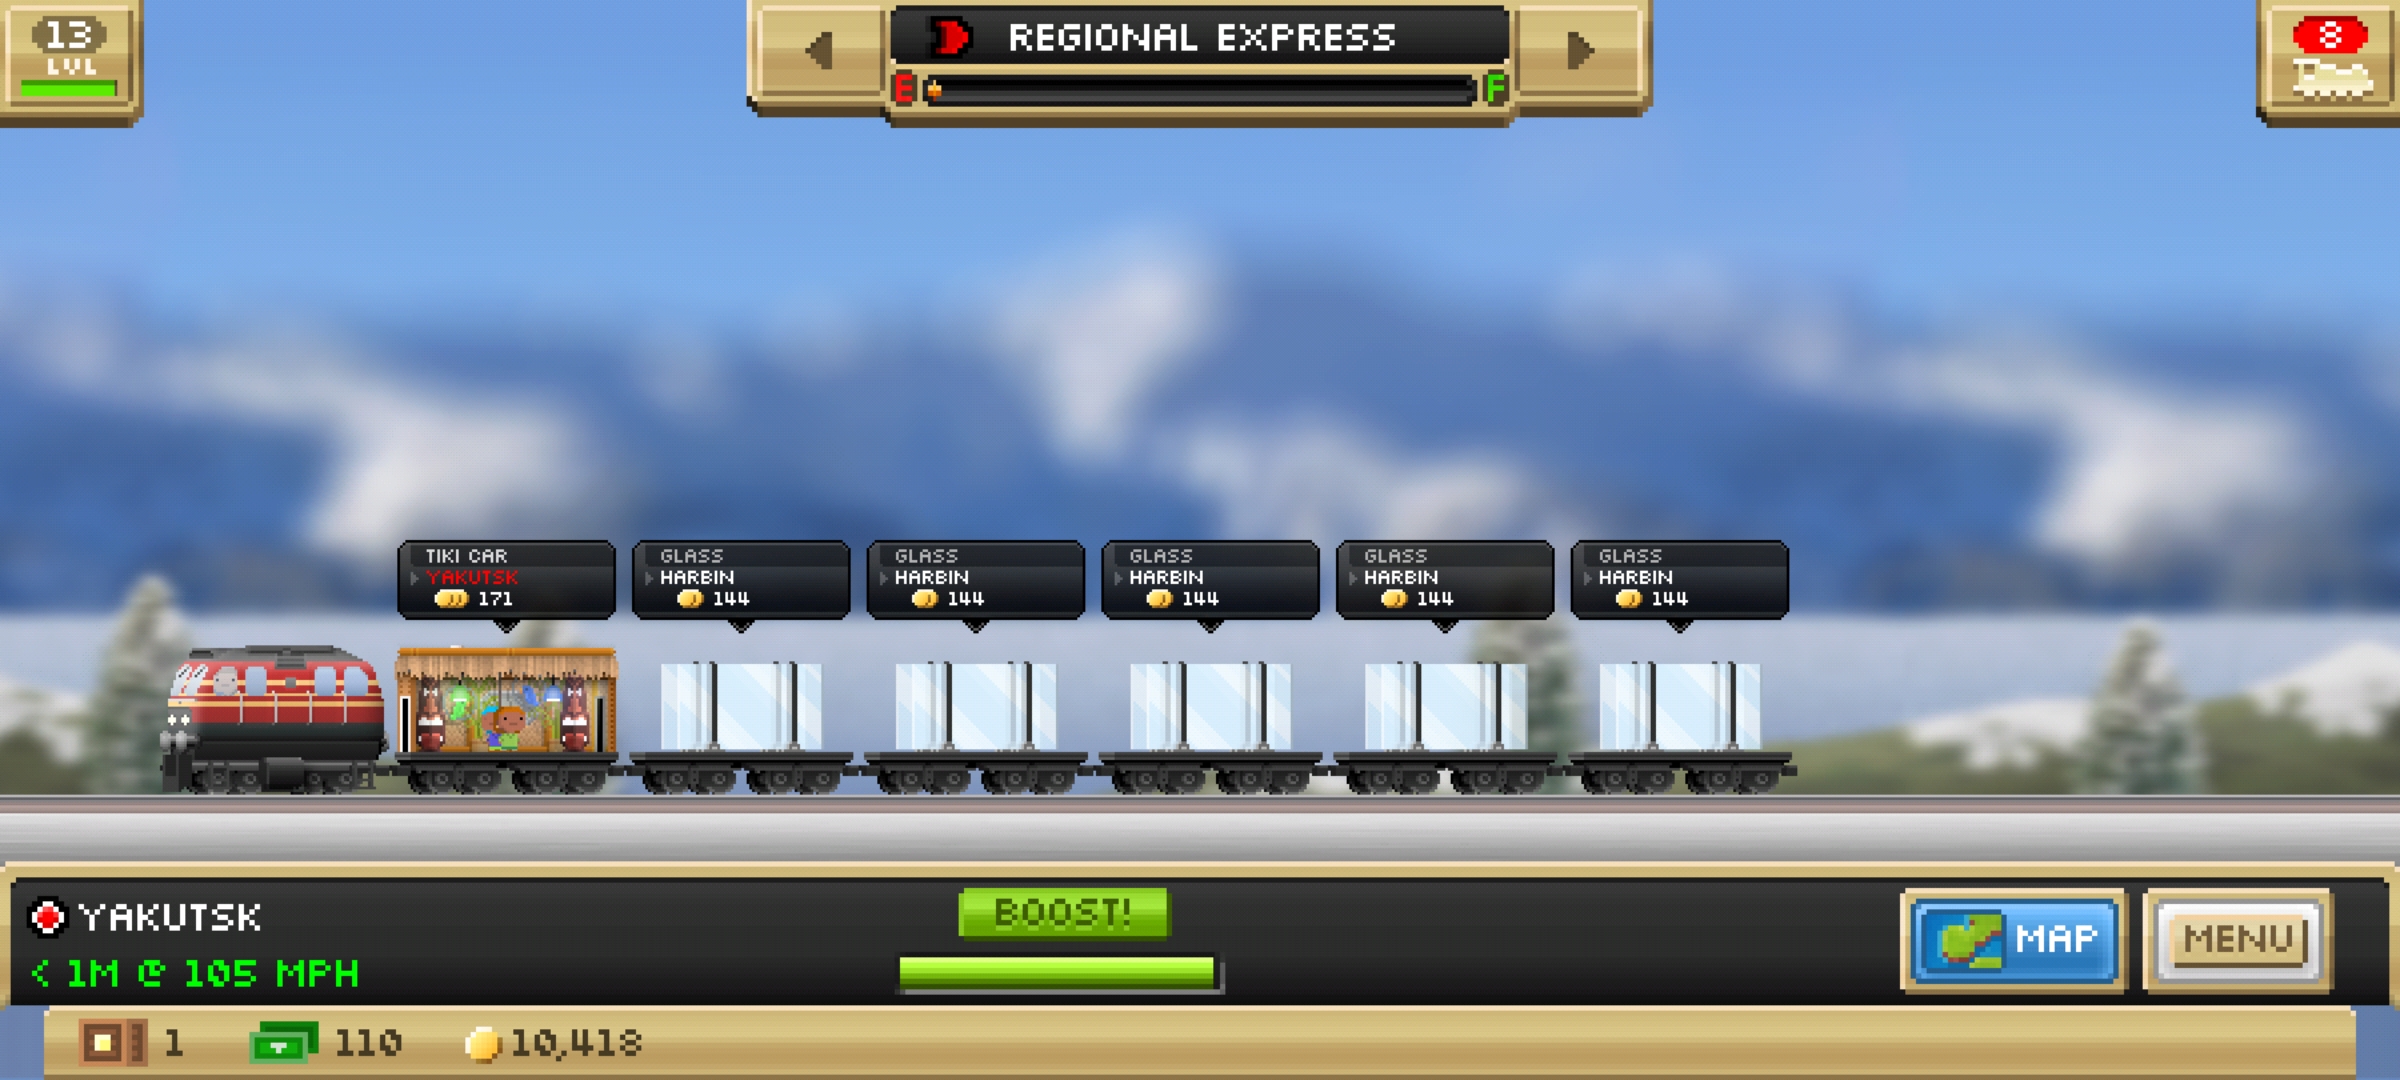 13
LVL
REGIONAL EXPRESS
E F
8
TIKI CAR
YAKUTSK
171
GLASS
HARBIN
144
GLASS
HARBIN
144
GLASS
HARBIN
144
GLASS
HARBIN
144
GLASS
HARBIN
144
YAKUTSK
< 1M @ 105 MPH
BOOST!
MAP
MENU
1 110 10,418